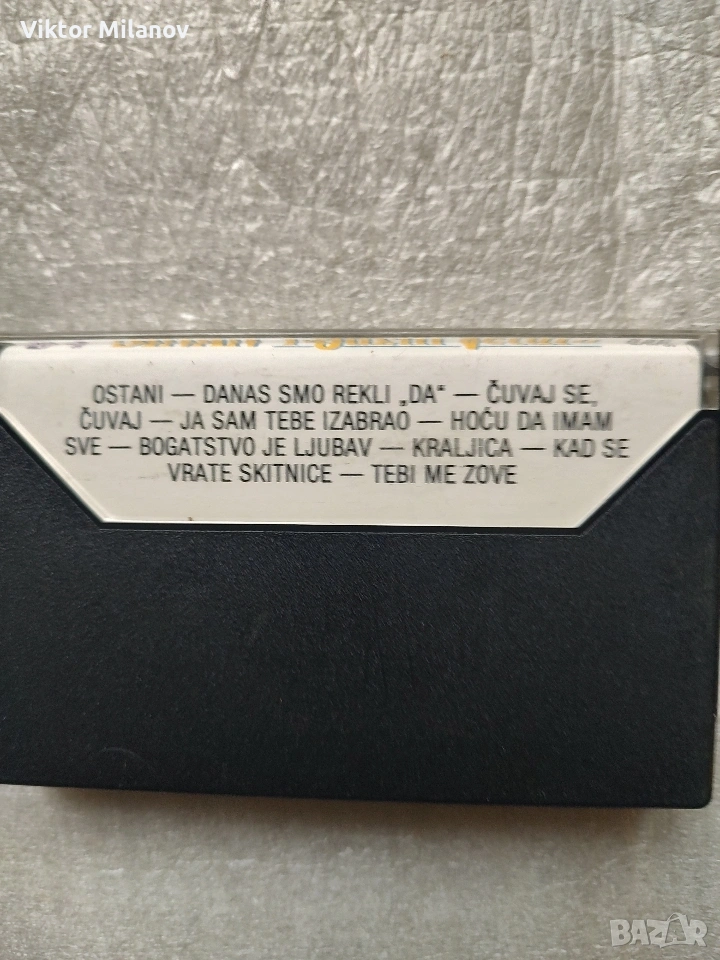 Viktor Milanov
OSTANI — DANAS SMO REKLI „DA“ — ČUVAJ SE,
ČUVAJ — JA SAM TEBE IZABRAO — HOĆU DA IMAM
SVE — BOGATSTVO JE LJUBAV — KRALJICA — KAD SE
VRATE SKITNICE — TEBI ME ZOVE
BAZAR